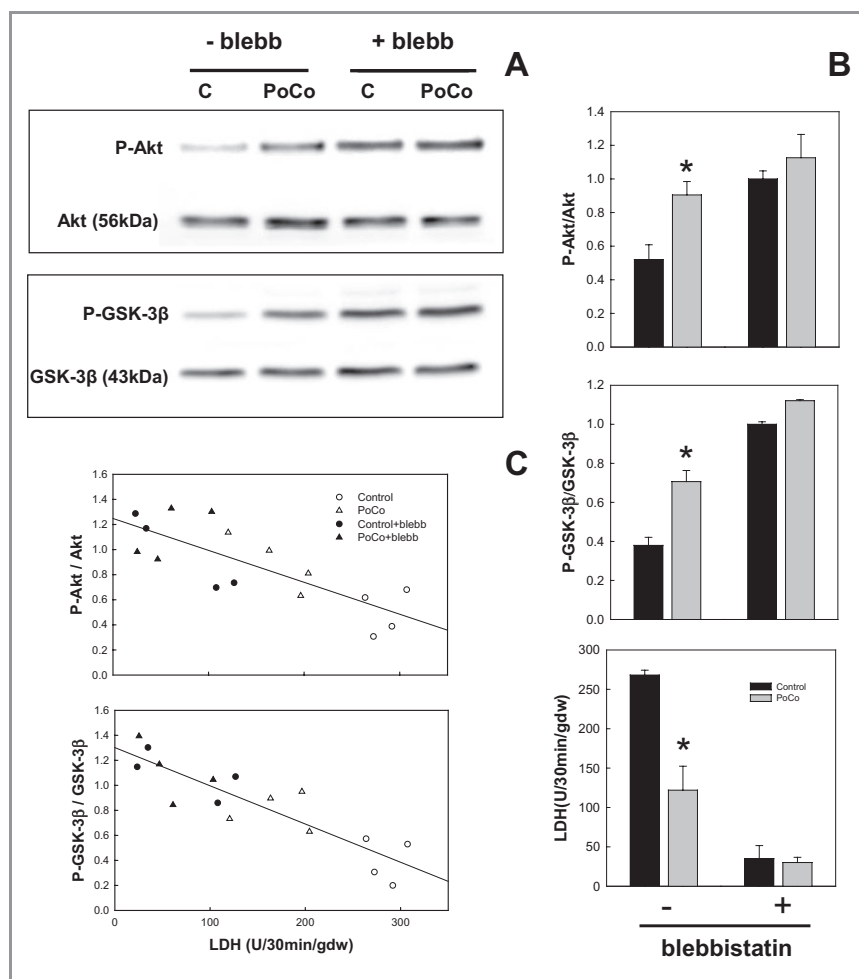 - blebb + blebb
A
C PoCo C PoCo
P-Akt
Akt (56kDa)
P-GSK-3β
GSK-3β (43kDa)
B
P-Akt/Akt
1.4
1.2
1.0
0.8
0.6
0.4
0.2
0.0
*
P-GSK-3β/GSK-3β
1.2
1.0
0.8
0.6
0.4
0.2
0.0
*
LDH(U/30min/gdw)
300
250
200
150
100
50
0
*
Control
PoCo
- +
blebbistatin
C
P-Akt / Akt
1.6
1.4
1.2
1.0
0.8
0.6
0.4
0.2
0.0
Control
PoCo
Control+blebb
PoCo+blebb
P-GSK-3β / GSK-3β
1.6
1.4
1.2
1.0
0.8
0.6
0.4
0.2
0.0
0 100 200 300
LDH (U/30min/gdw)